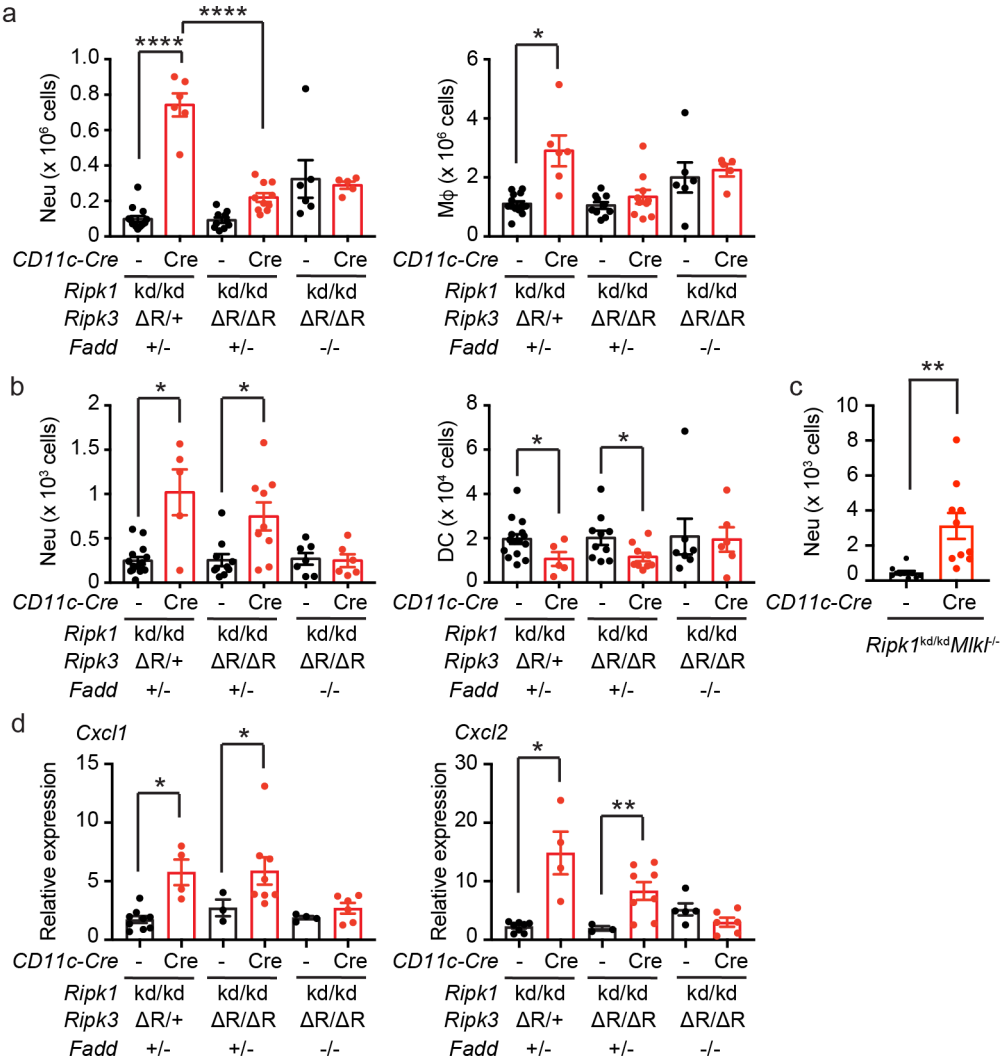 a
****
****
Neu (x 10⁶ cells)
1.0
0.8
0.6
0.4
0.2
0
CD11c-Cre - Cre - Cre - Cre
Ripk1 kd/kd kd/kd kd/kd
Ripk3 ΔR/+ ΔR/ΔR ΔR/ΔR
Fadd +/- +/- -/-
*
Mϕ (x 10⁶ cells)
6
4
2
0
CD11c-Cre - Cre - Cre - Cre
Ripk1 kd/kd kd/kd kd/kd
Ripk3 ΔR/+ ΔR/ΔR ΔR/ΔR
Fadd +/- +/- -/-
b
* *
Neu (x 10³ cells)
2
1.5
1
0.5
0
CD11c-Cre - Cre - Cre - Cre
Ripk1 kd/kd kd/kd kd/kd
Ripk3 ΔR/+ ΔR/ΔR ΔR/ΔR
Fadd +/- +/- -/-
* *
DC (x 10⁴ cells)
8
6
4
2
0
CD11c-Cre - Cre - Cre - Cre
Ripk1 kd/kd kd/kd kd/kd
Ripk3 ΔR/+ ΔR/ΔR ΔR/ΔR
Fadd +/- +/- -/-
c
**
Neu (x 10³ cells)
10
8
6
4
2
0
CD11c-Cre - Cre
Ripk1ᵏᵈ/ᵏᵈMlkl⁻/⁻
d
Cxcl1
* *
Relative expression
15
10
5
0
CD11c-Cre - Cre - Cre - Cre
Ripk1 kd/kd kd/kd kd/kd
Ripk3 ΔR/+ ΔR/ΔR ΔR/ΔR
Fadd +/- +/- -/-
Cxcl2
* **
Relative expression
30
20
10
0
CD11c-Cre - Cre - Cre - Cre
Ripk1 kd/kd kd/kd kd/kd
Ripk3 ΔR/+ ΔR/ΔR ΔR/ΔR
Fadd +/- +/- -/-